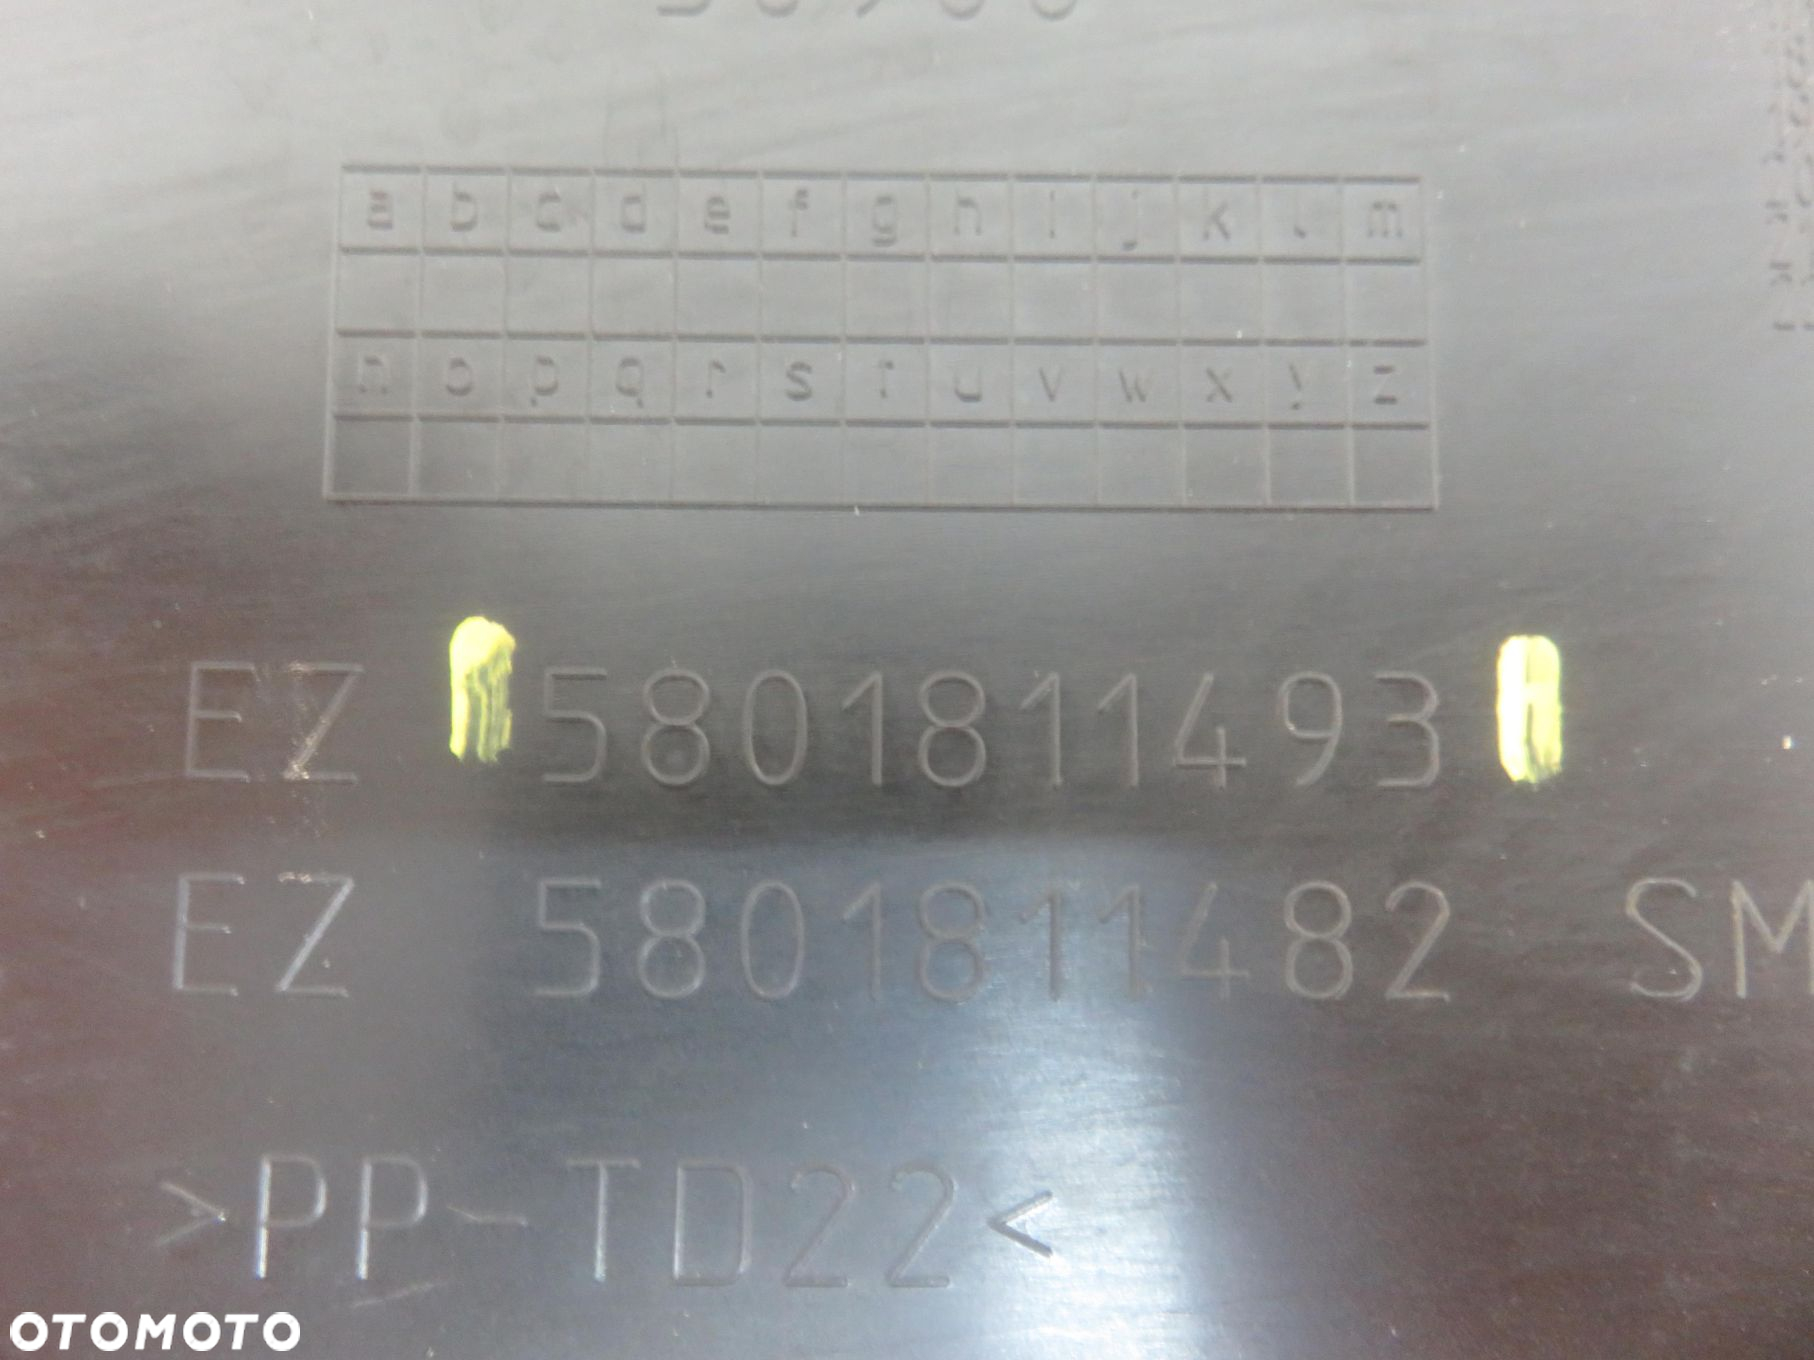 a b c d e f g h i j k l m
n o p q r s t u v w x y z
EZ 5801811493
EZ 5801811482 SM
>PP-TD22<
OTOMOTO